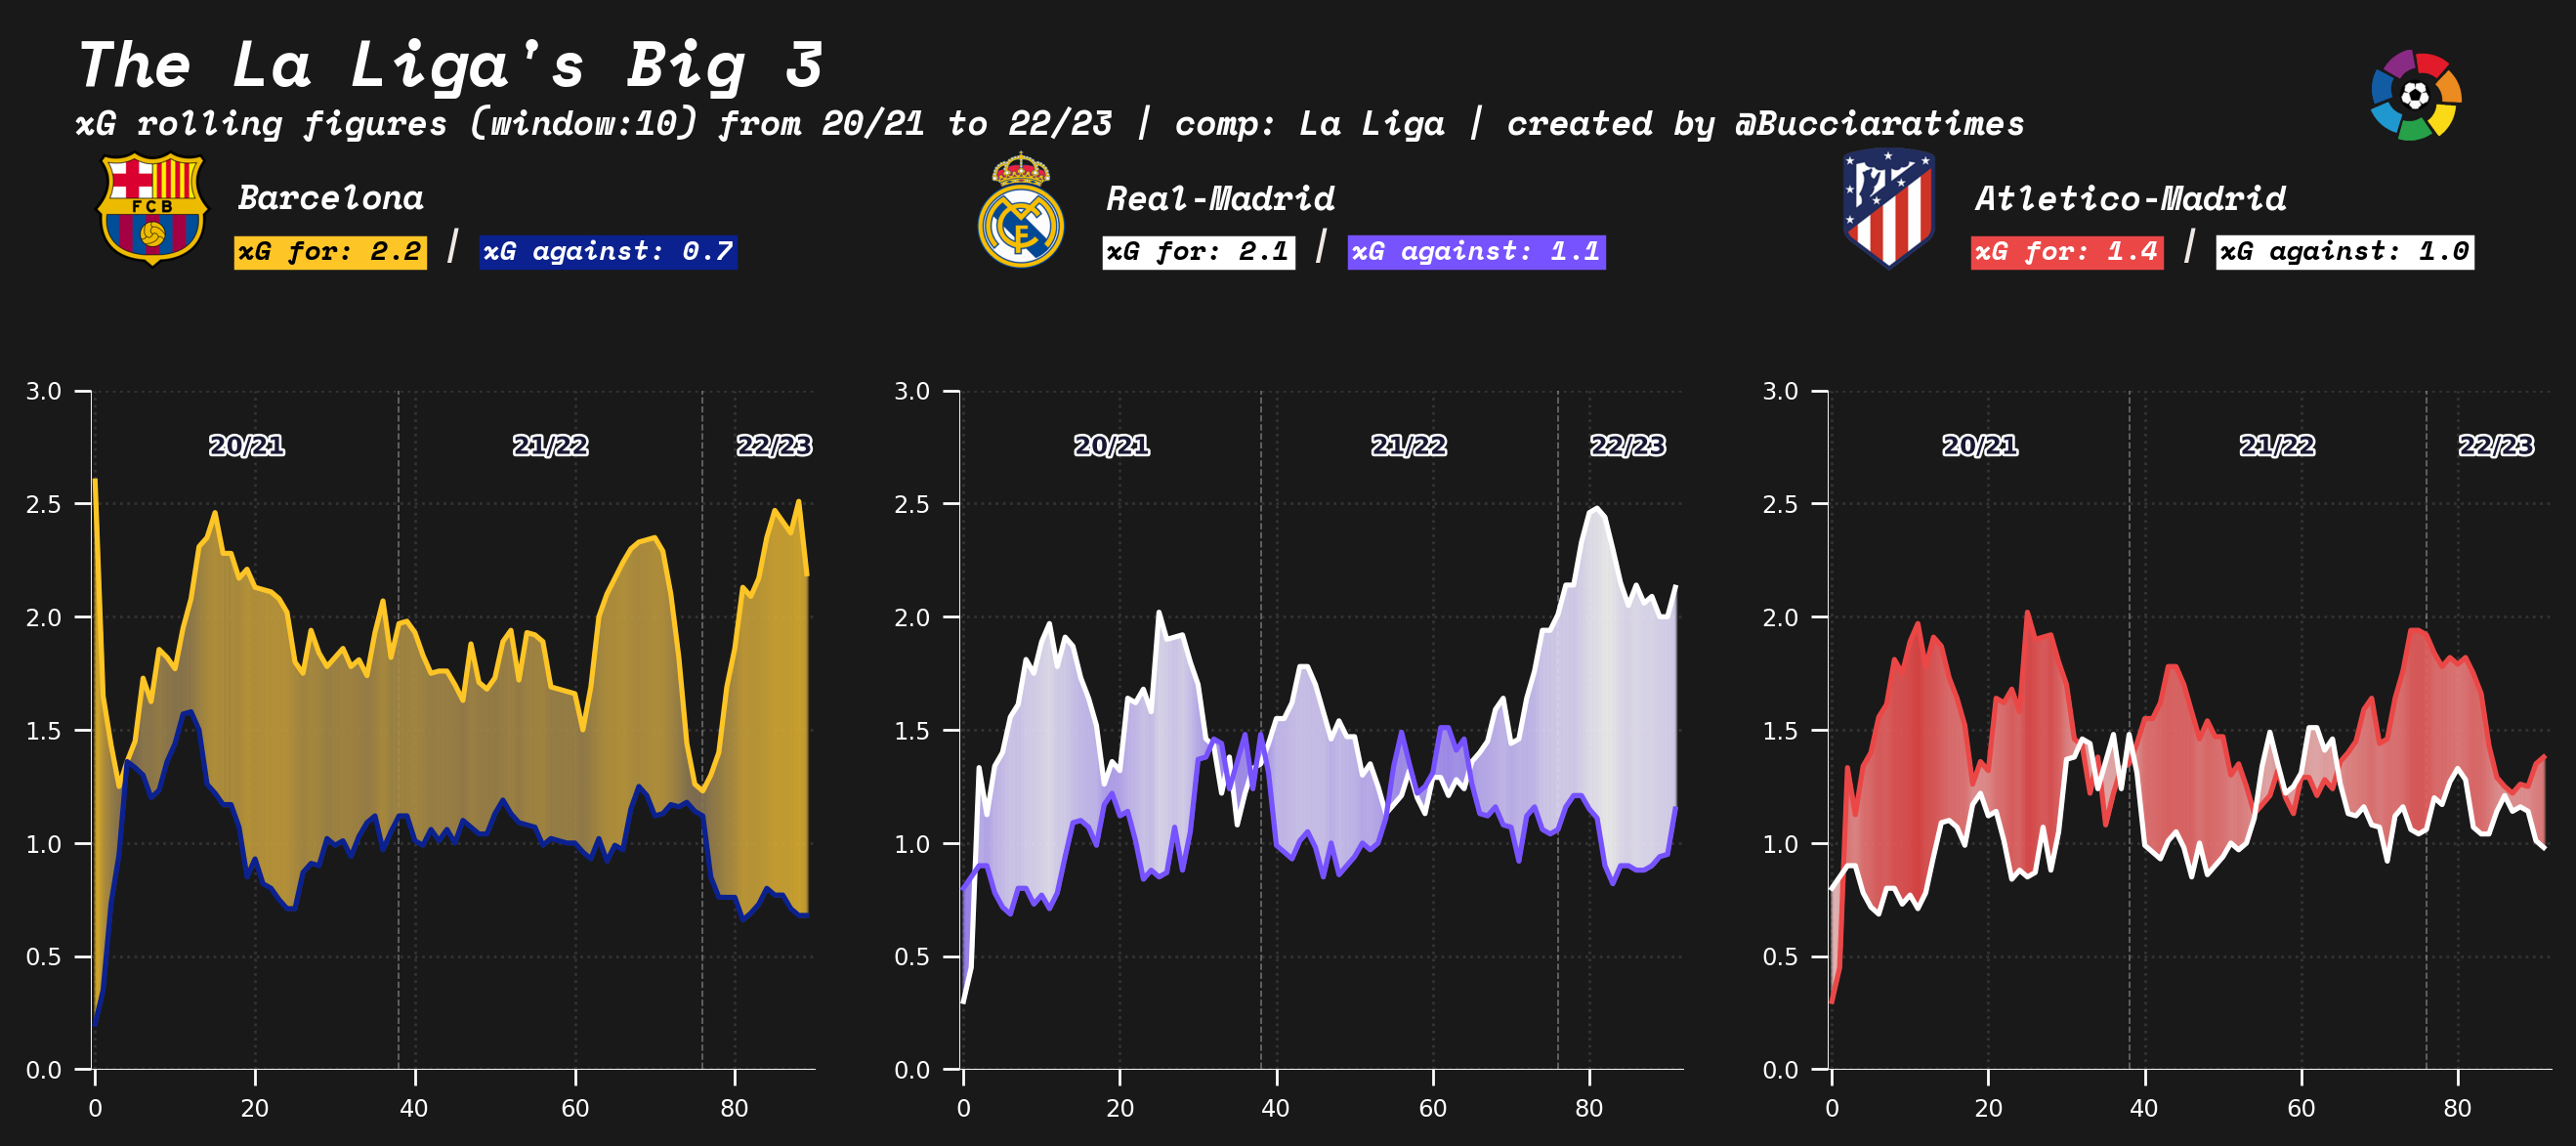 The La Liga's Big 3
xG rolling figures (window:10) from 20/21 to 22/23 | comp: La Liga | created by @Bucciaratimes
FCB
Barcelona
xG for: 2.2 / xG against: 0.7
Real-Madrid
xG for: 2.1 / xG against: 1.1
Atletico-Madrid
xG for: 1.4 / xG against: 1.0
3.0
2.5
2.0
1.5
1.0
0.5
0.0
20/21 21/22 22/23
0 20 40 60 80
3.0
2.5
2.0
1.5
1.0
0.5
0.0
20/21 21/22 22/23
0 20 40 60 80
3.0
2.5
2.0
1.5
1.0
0.5
0.0
20/21 21/22 22/23
0 20 40 60 80